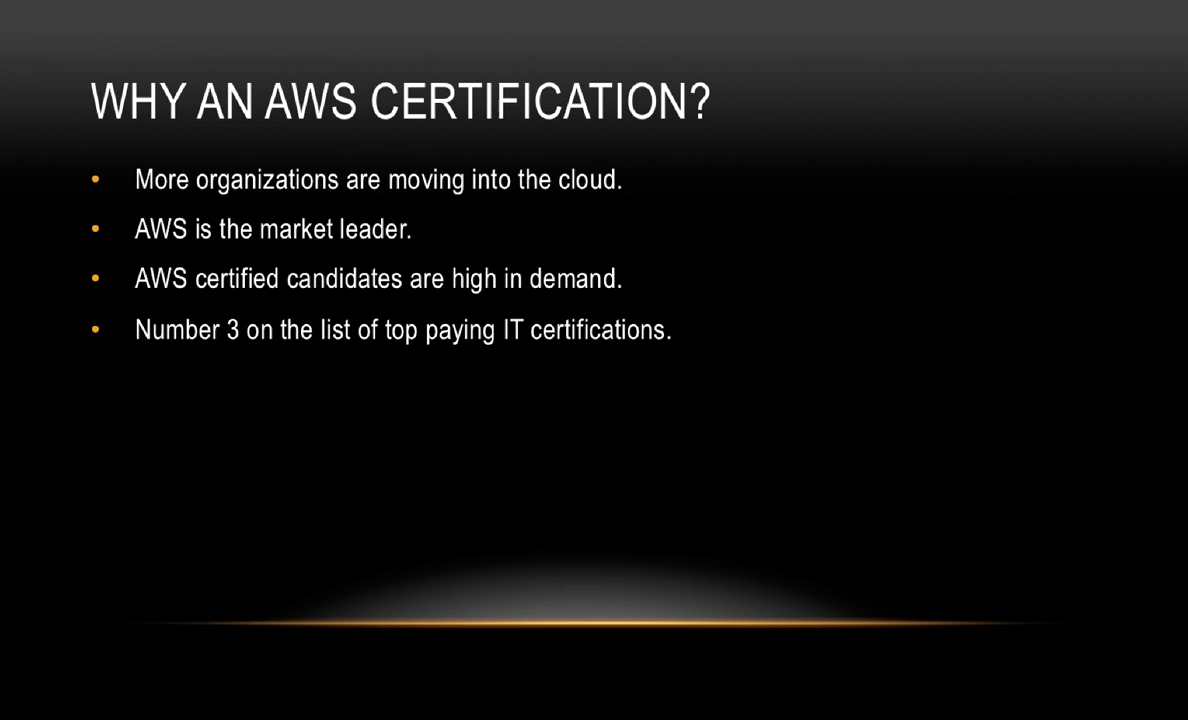 WHY AN AWS CERTIFICATION?
• More organizations are moving into the cloud.
• AWS is the market leader.
• AWS certified candidates are high in demand.
• Number 3 on the list of top paying IT certifications.